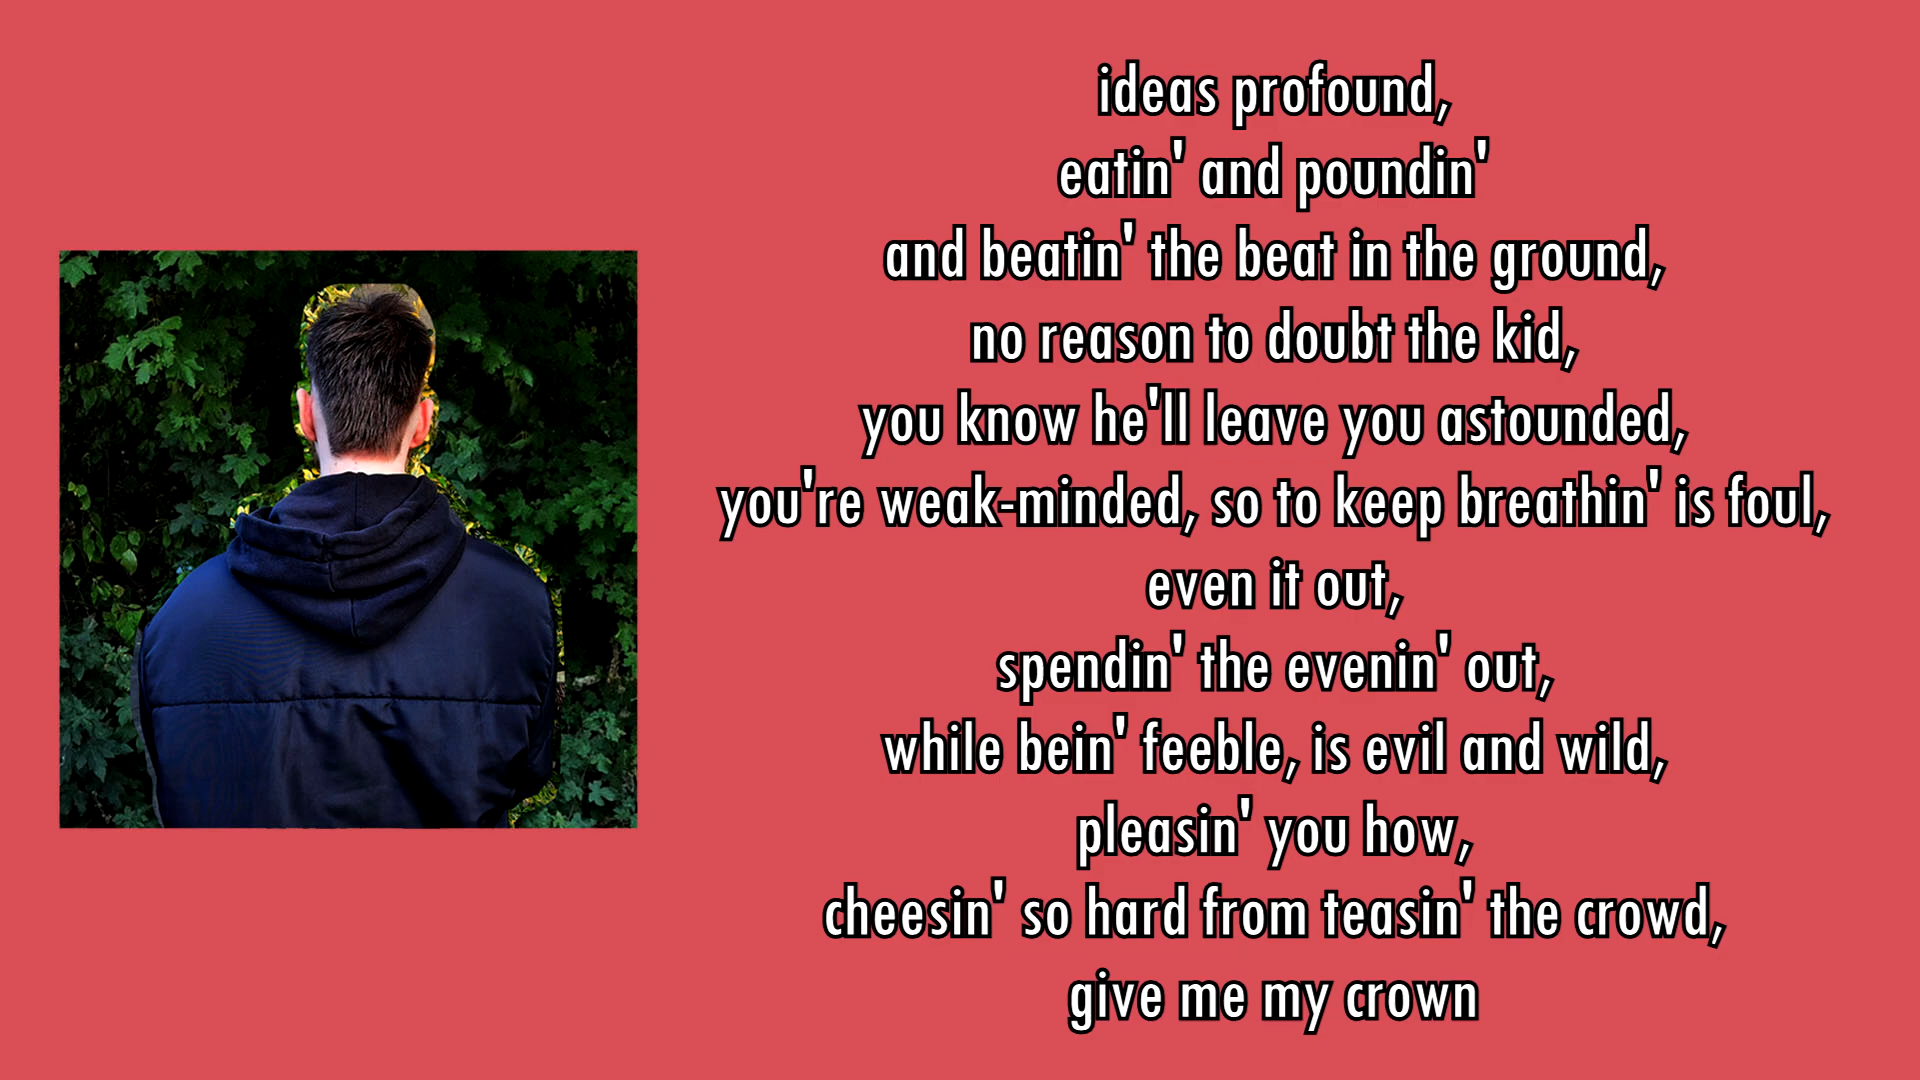 ideas profound,
eatin' and poundin'
and beatin' the beat in the ground,
no reason to doubt the kid,
you know he'll leave you astounded,
you're weak-minded, so to keep breathin' is foul,
even it out,
spendin' the evenin' out,
while bein' feeble, is evil and wild,
pleasin' you how,
cheesin' so hard from teasin' the crowd,
give me my crown